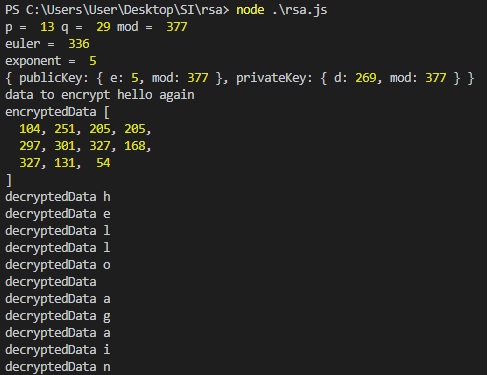 PS C:\Users\User\Desktop\SI\rsa> node .\rsa.js
p =  13 q =  29 mod =  377
euler =  336
exponent =  5
{ publicKey: { e: 5, mod: 377 }, privateKey: { d: 269, mod: 377 } }
data to encrypt hello again
encryptedData [
  104, 251, 205, 205,
  297, 301, 327, 168,
  327, 131,  54
]
decryptedData h
decryptedData e
decryptedData l
decryptedData l
decryptedData o
decryptedData
decryptedData a
decryptedData g
decryptedData a
decryptedData i
decryptedData n